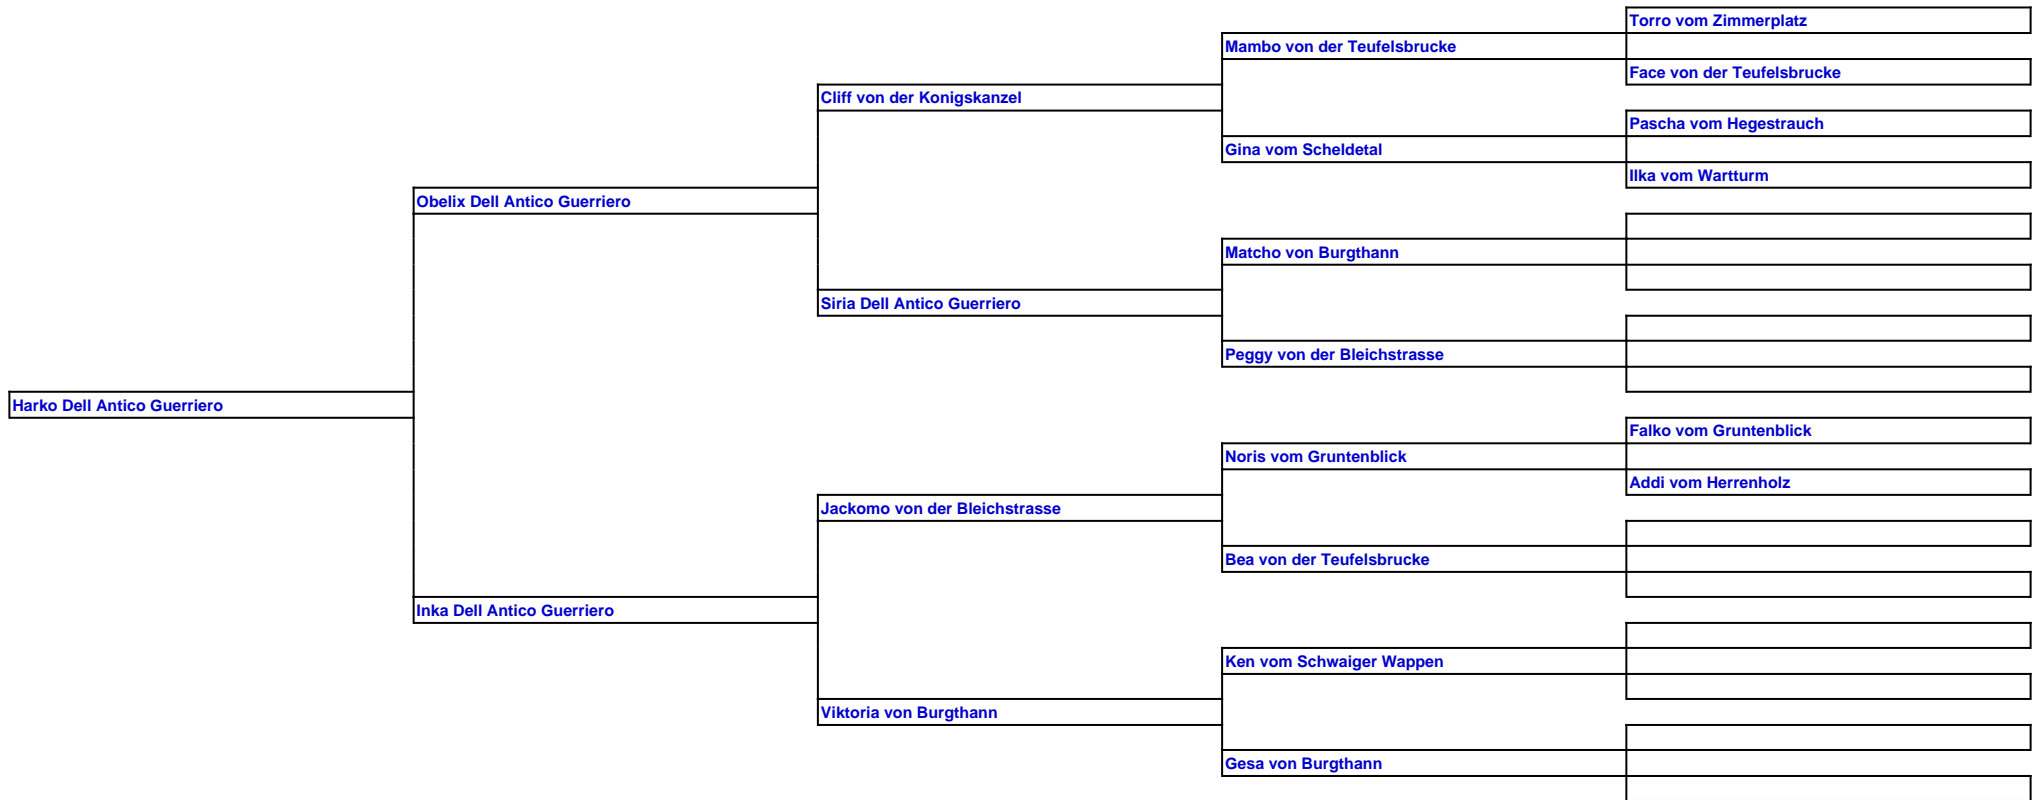 Torro vom Zimmerplatz
Mambo von der Teufelsbrucke
Face von der Teufelsbrucke
Cliff von der Konigskanzel
Pascha vom Hegestrauch
Gina vom Scheldetal
Ilka vom Wartturm
Obelix Dell Antico Guerriero
Matcho von Burgthann
Siria Dell Antico Guerriero
Peggy von der Bleichstrasse
Harko Dell Antico Guerriero
Falko vom Gruntenblick
Noris vom Gruntenblick
Addi vom Herrenholz
Jackomo von der Bleichstrasse
Bea von der Teufelsbrucke
Inka Dell Antico Guerriero
Ken vom Schwaiger Wappen
Viktoria von Burgthann
Gesa von Burgthann